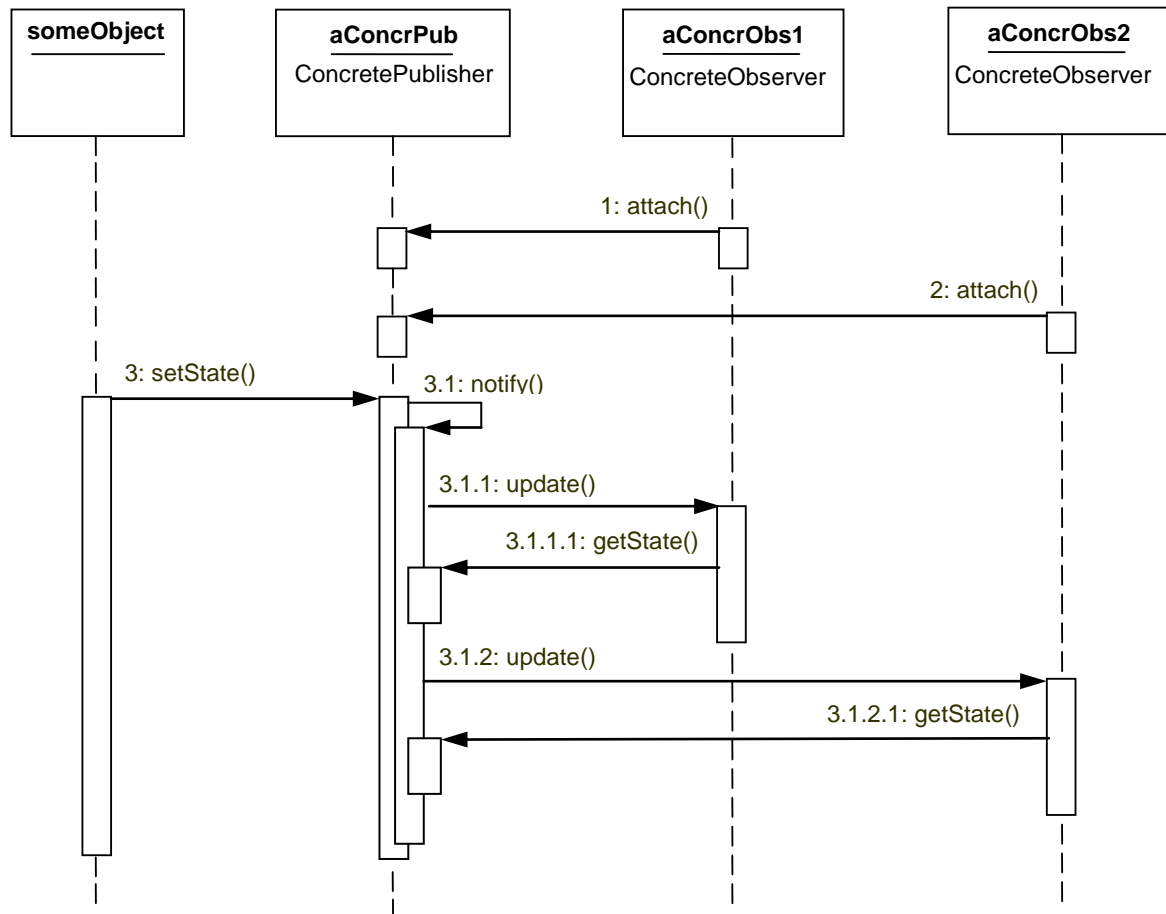 someObject
aConcrPub
ConcretePublisher
aConcrObs1
ConcreteObserver
aConcrObs2
ConcreteObserver
1: attach()
2: attach()
3: setState()
3.1: notify()
3.1.1: update()
3.1.1.1: getState()
3.1.2: update()
3.1.2.1: getState()